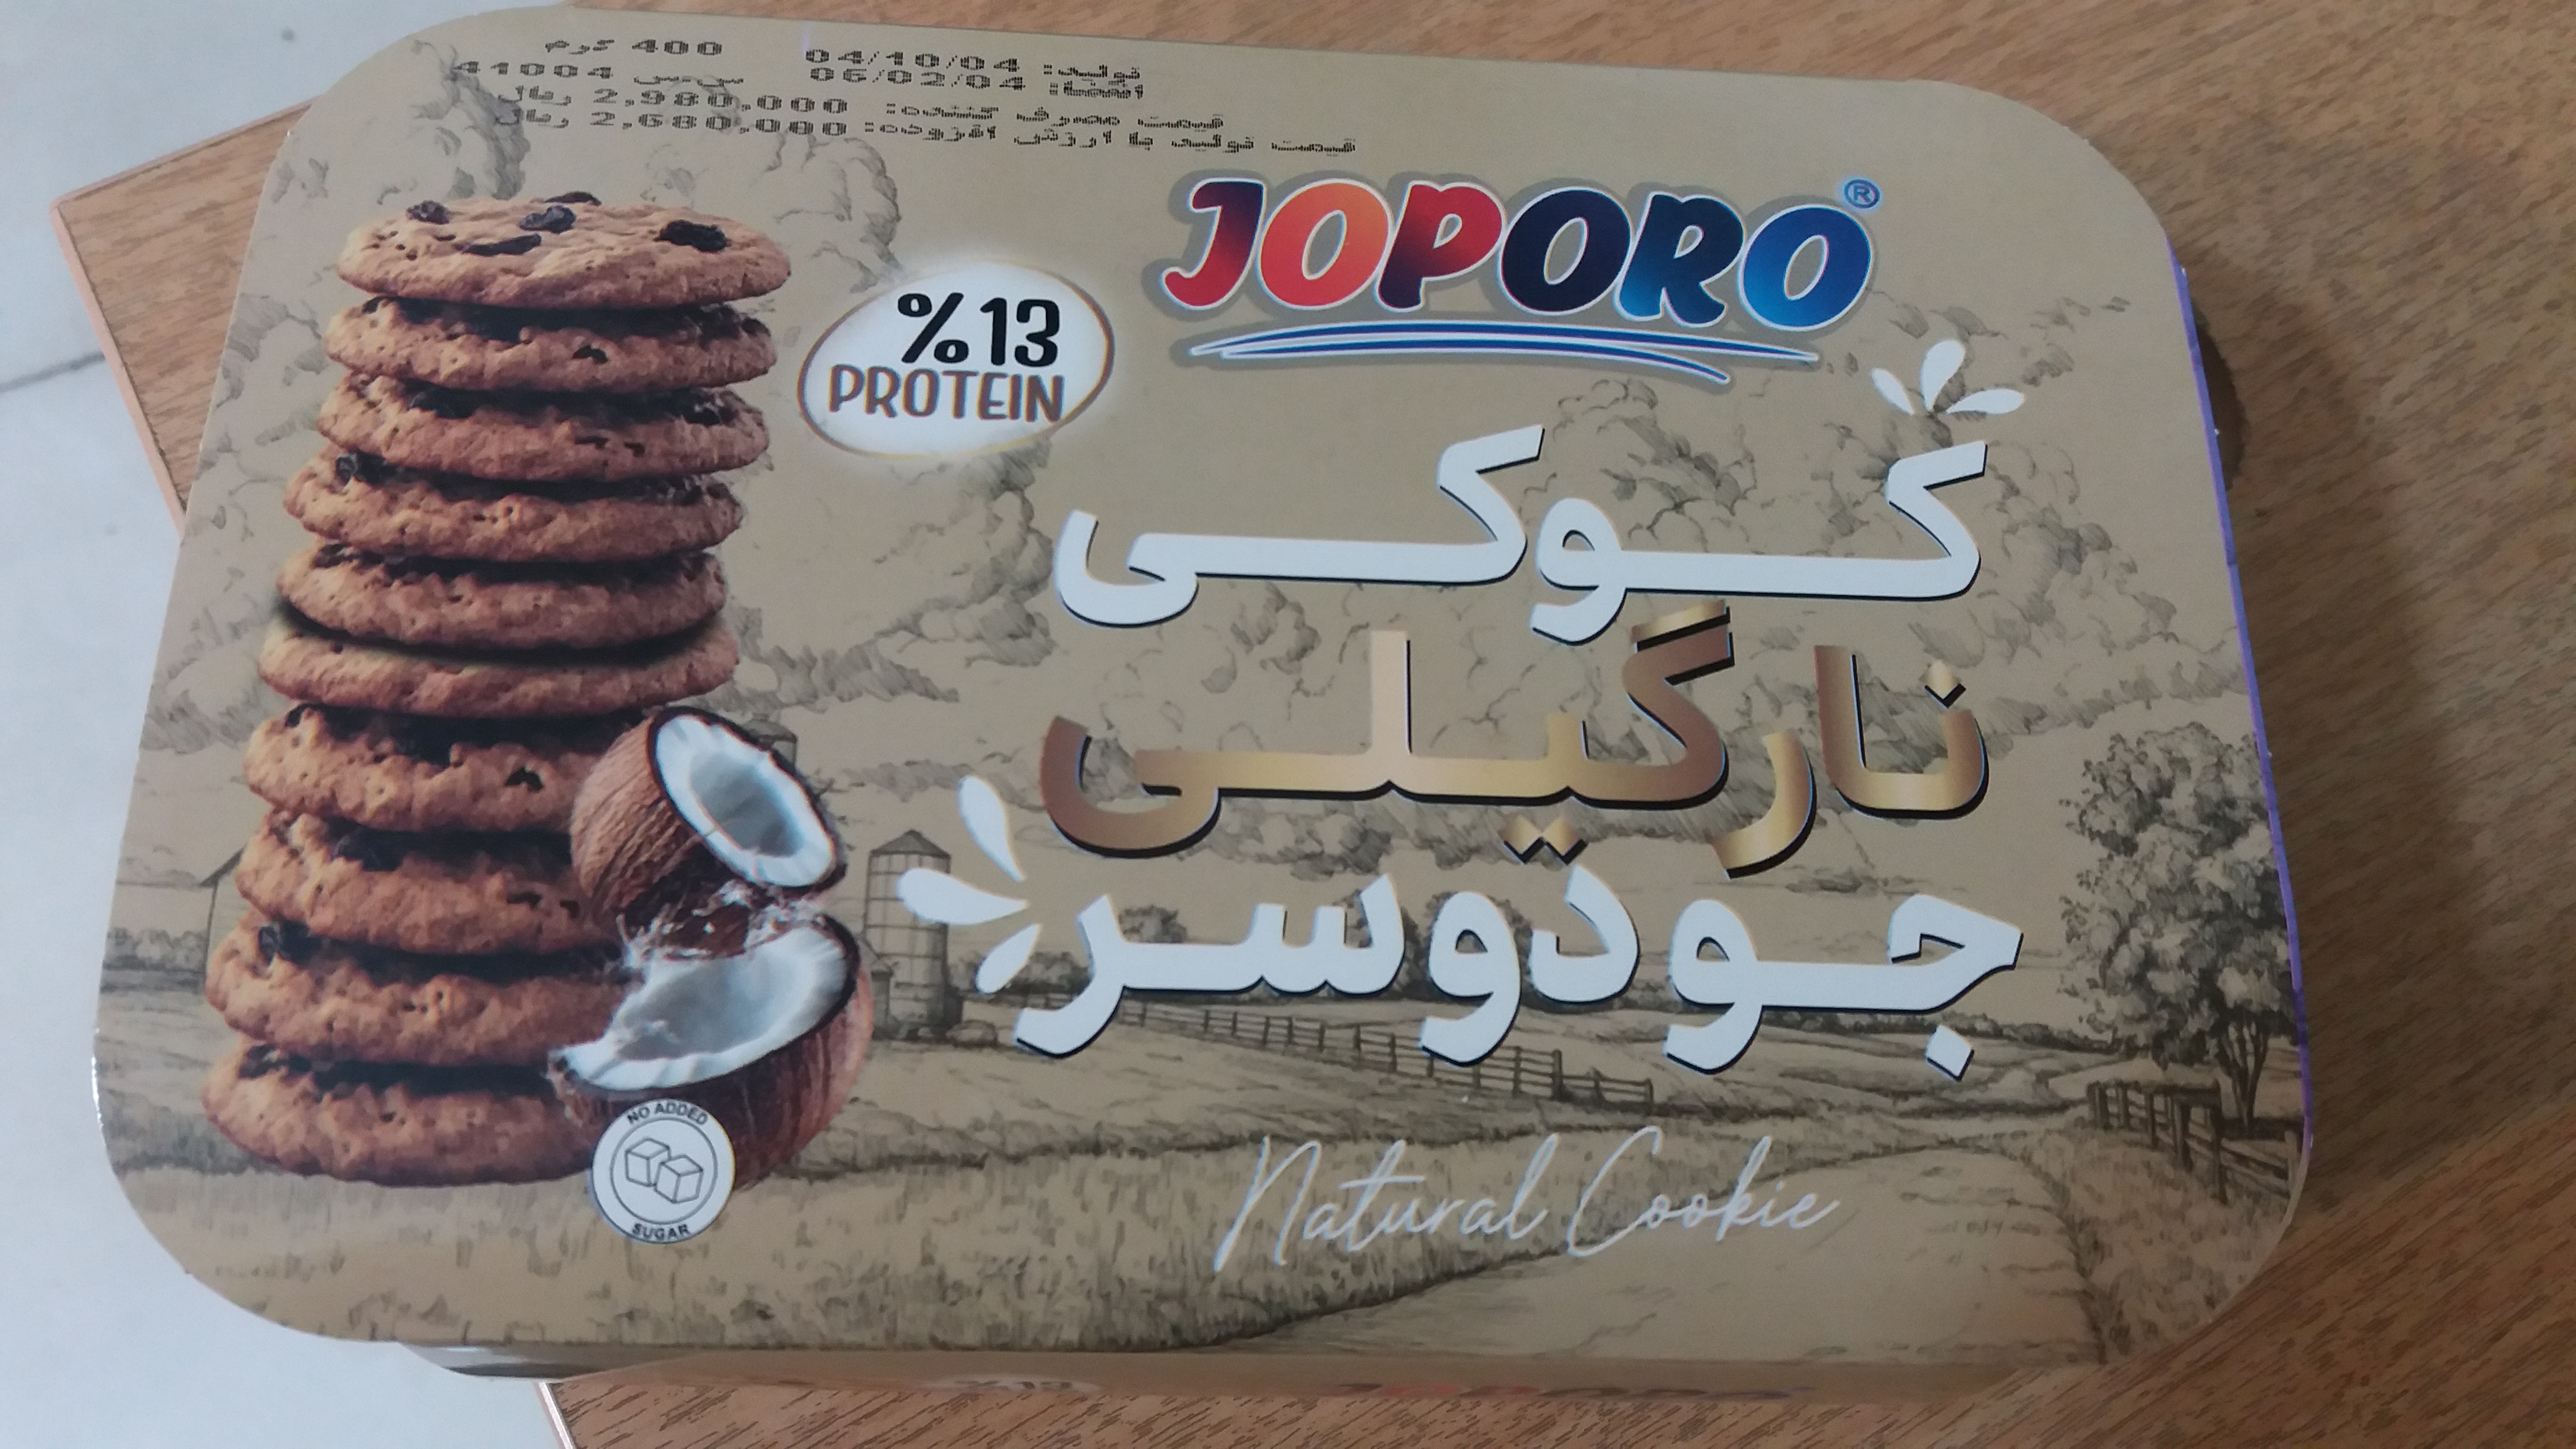 تولید: 04/10/04 400 گرم
انقضا: 06/02/04 سری س 41004
قیمت مصرف کننده: 2,980,000 ریال
قیمت تولید با ارزش افزوده: 2,680,000 ریال
JOPORO®
%13
PROTEIN
کوکی
نارگیلی
جودوسر
NO ADDED
SUGAR
Natural Cookie